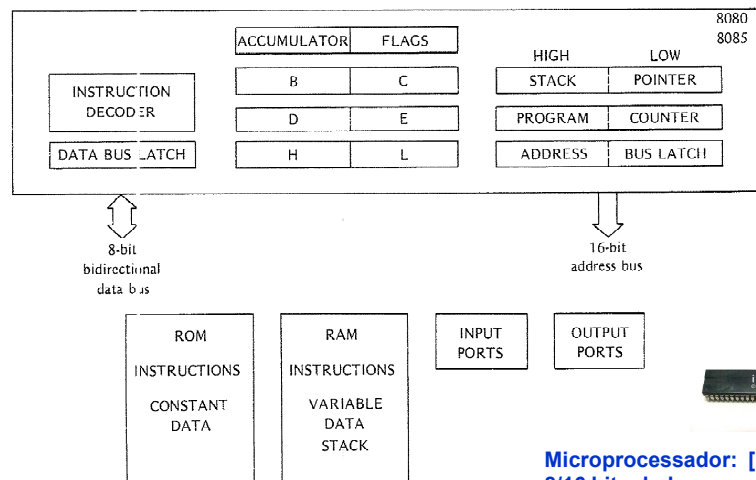 8080
8085
ACCUMULATOR FLAGS
HIGH LOW
B C
STACK POINTER
INSTRUCTION
DECODER
D E
PROGRAM COUNTER
DATA BUS LATCH
H L
ADDRESS BUS LATCH
8-bit
bidirectional
data bus
16-bit
address bus
ROM
INSTRUCTIONS
CONSTANT
DATA
RAM
INSTRUCTIONS
VARIABLE
DATA
STACK
INPUT
PORTS
OUTPUT
PORTS
Microprocessador: [